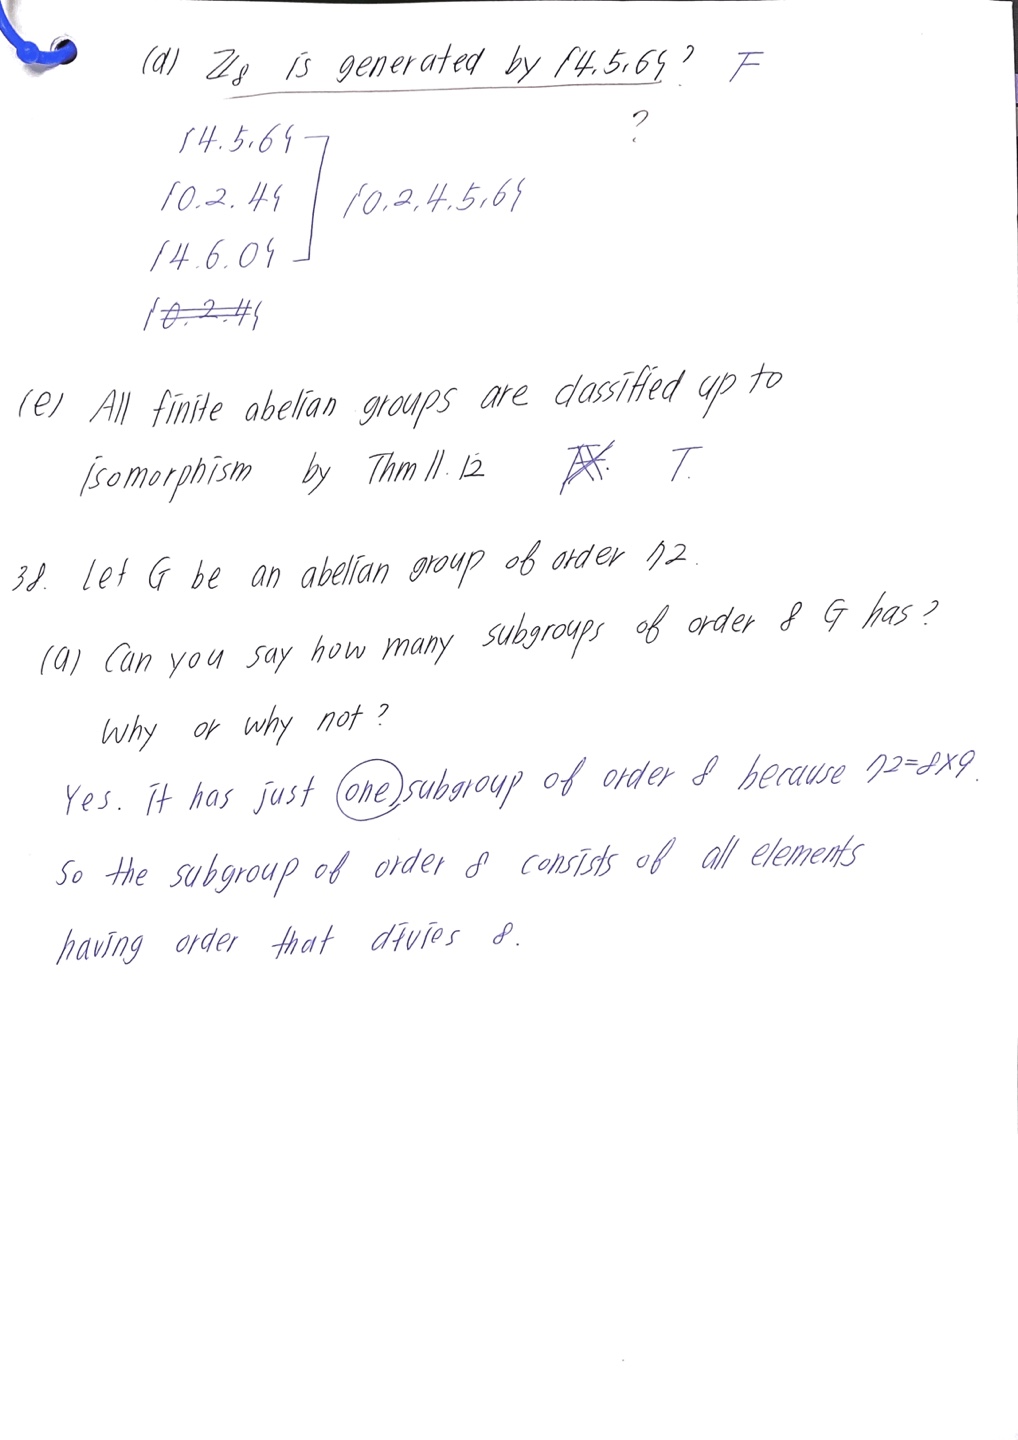 (d) ℤ8 is generated by {4.5.6}? F
?
{4.5.6}
{0.2.4}
{0.2.4.5.6}
{4.6.0}
{0.2.4}
(e) All finite abelian groups are classified up to
isomorphism by Thm 11.12 T.
38. Let G be an abelian group of order 72.
(a) Can you say how many subgroups of order 8 G has?
Why or why not?
Yes. it has just one subgroup of order 8 because 72=8×9.
So the subgroup of order 8 consists of all elements
having order that divies 8.